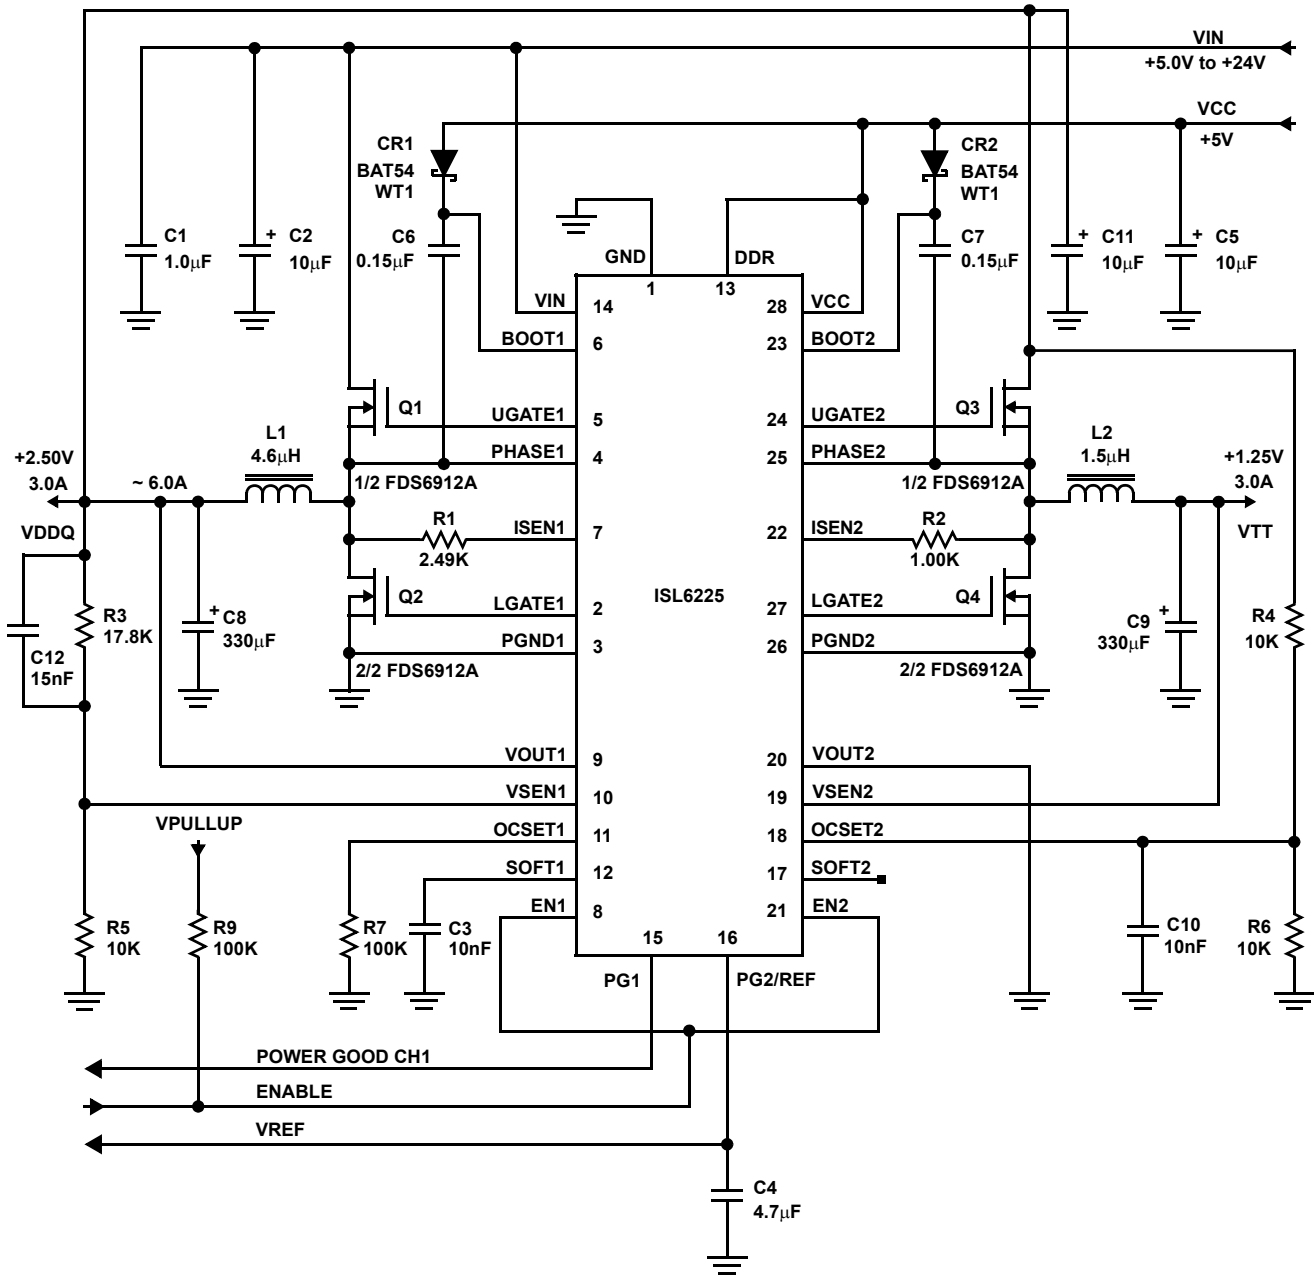 VIN
+5.0V to +24V
VCC
+5V
CR1
BAT54
WT1
CR2
BAT54
WT1
C1
1.0μF
+
C2
10μF
C6
0.15μF
GND
1
DDR
13
C7
0.15μF
+
C11
10μF
+
C5
10μF
VIN
14
28
VCC
BOOT1
6
23
BOOT2
Q1
UGATE1
5
24
UGATE2
Q3
L1
4.6μH
PHASE1
4
25
PHASE2
L2
1.5μH
+2.50V
3.0A
~ 6.0A
1/2 FDS6912A
1/2 FDS6912A
+1.25V
3.0A
VDDQ
R1
2.49K
ISEN1
7
22
ISEN2
R2
1.00K
VTT
Q2
LGATE1
2
ISL6225
27
LGATE2
Q4
R3
17.8K
+
C8
330μF
PGND1
3
26
PGND2
+
C9
330μF
R4
10K
C12
15nF
2/2 FDS6912A
2/2 FDS6912A
VOUT1
9
20
VOUT2
VSEN1
10
19
VSEN2
VPULLUP
OCSET1
11
18
OCSET2
SOFT1
12
17
SOFT2
EN1
8
21
EN2
R5
10K
R9
100K
R7
100K
C3
10nF
15
16
C10
10nF
R6
10K
PG1
PG2/REF
POWER GOOD CH1
ENABLE
VREF
C4
4.7μF